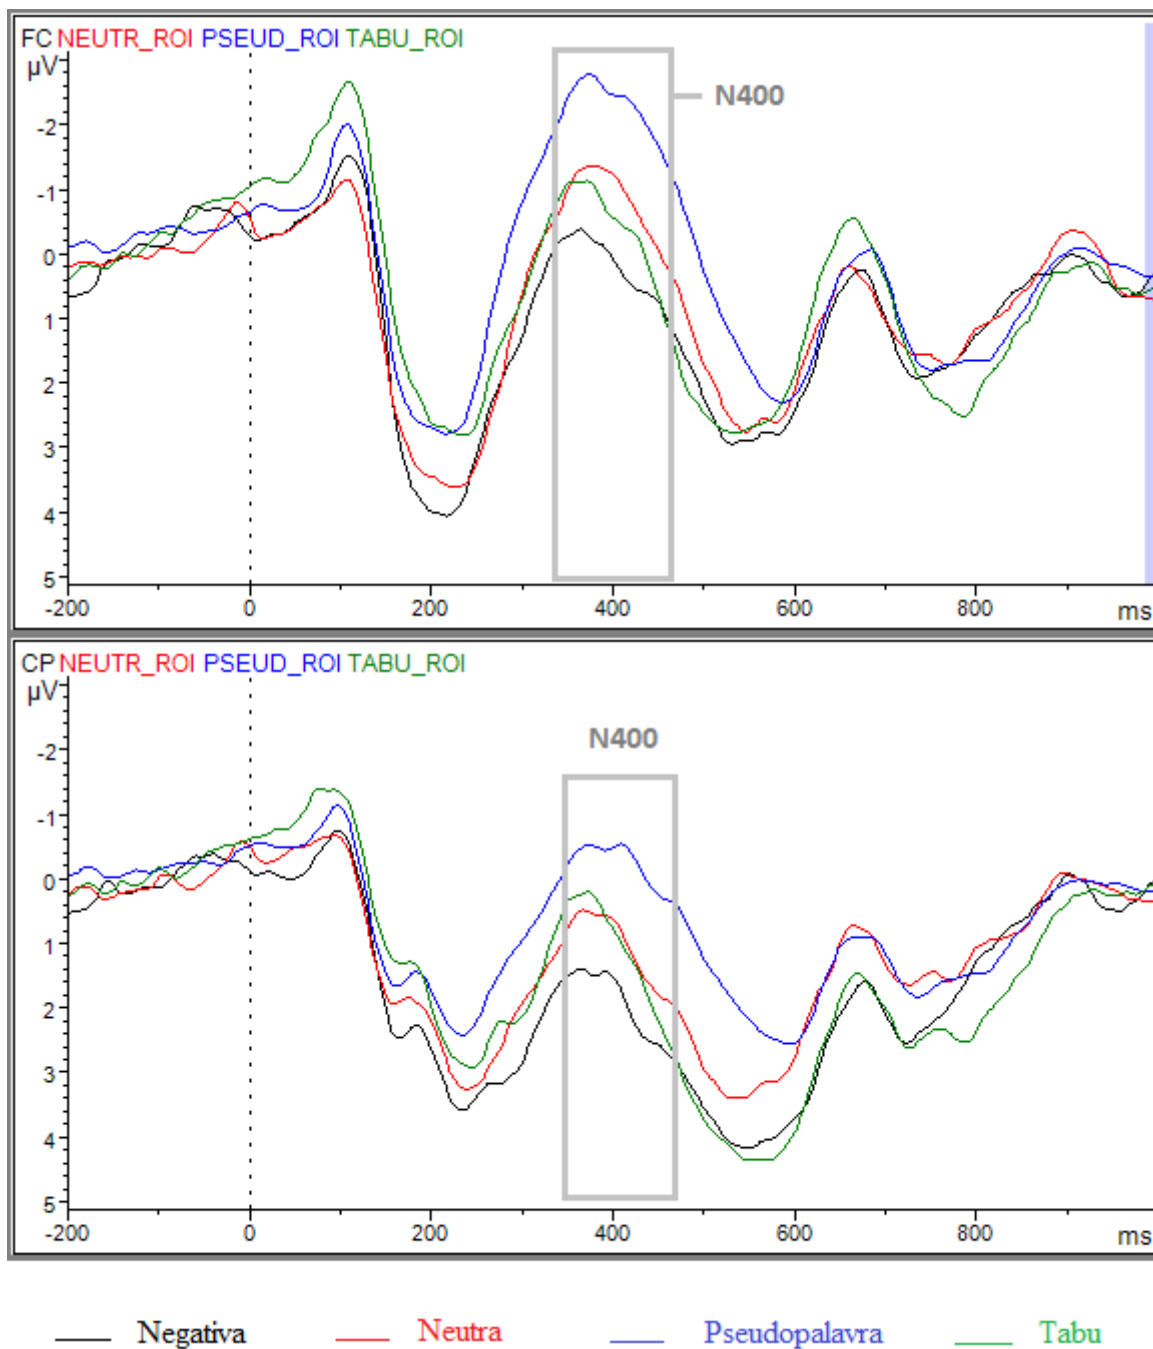 FC NEUTR_ROI PSEUD_ROI TABU_ROI
µV
N400
-2
-1
0
1
2
3
4
5
-200 0 200 400 600 800 ms
CP NEUTR_ROI PSEUD_ROI TABU_ROI
µV
N400
-2
-1
0
1
2
3
4
5
-200 0 200 400 600 800 ms
Negativa Neutra Pseudopalavra Tabu